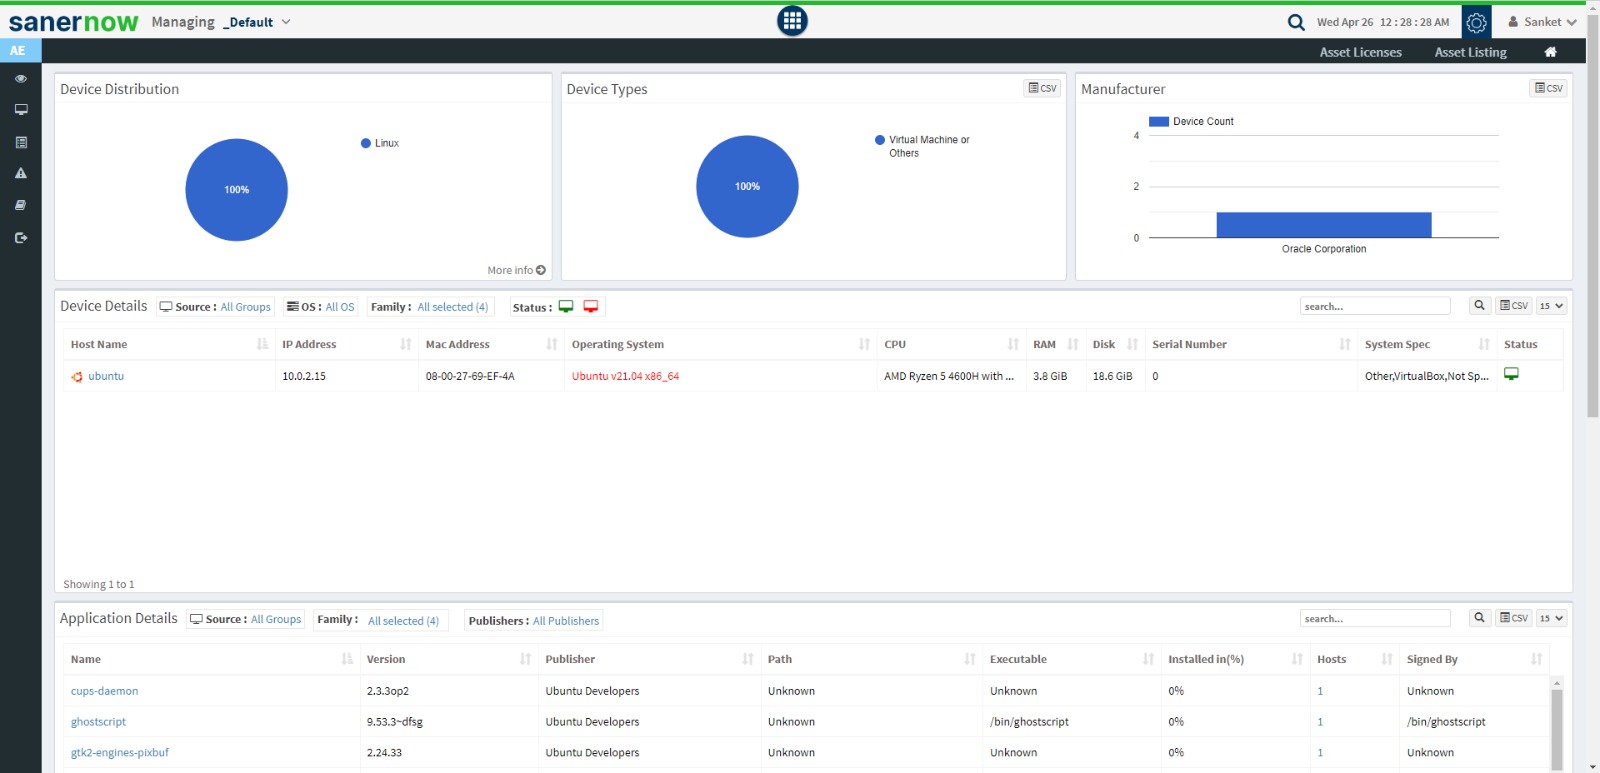 sanernow Managing _Default
Wed Apr 26 12 : 28 : 28 AM
Sanket
AE
Asset Licenses Asset Listing
Device Distribution
Linux
100%
More info
Device Types
CSV
Virtual Machine or
Others
100%
Manufacturer
CSV
Device Count
4
2
0
Oracle Corporation
Device Details Source : All Groups OS : All OS Family : All selected (4) Status : search... CSV 15
Host Name IP Address Mac Address Operating System CPU RAM Disk Serial Number System Spec Status
ubuntu 10.0.2.15 08-00-27-69-EF-4A Ubuntu v21.04 x86_64 AMD Ryzen 5 4600H with ... 3.8 GiB 18.6 GiB 0 Other,VirtualBox,Not Sp...
Showing 1 to 1
Application Details Source : All Groups Family : All selected (4) Publishers : All Publishers search... CSV 15
Name Version Publisher Path Executable Installed in(%) Hosts Signed By
cups-daemon 2.3.3op2 Ubuntu Developers Unknown Unknown 0% 1 Unknown
ghostscript 9.53.3~dfsg Ubuntu Developers Unknown /bin/ghostscript 0% 1 /bin/ghostscript
gtk2-engines-pixbuf 2.24.33 Ubuntu Developers Unknown Unknown 0% 1 Unknown